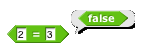 false
2 = 3